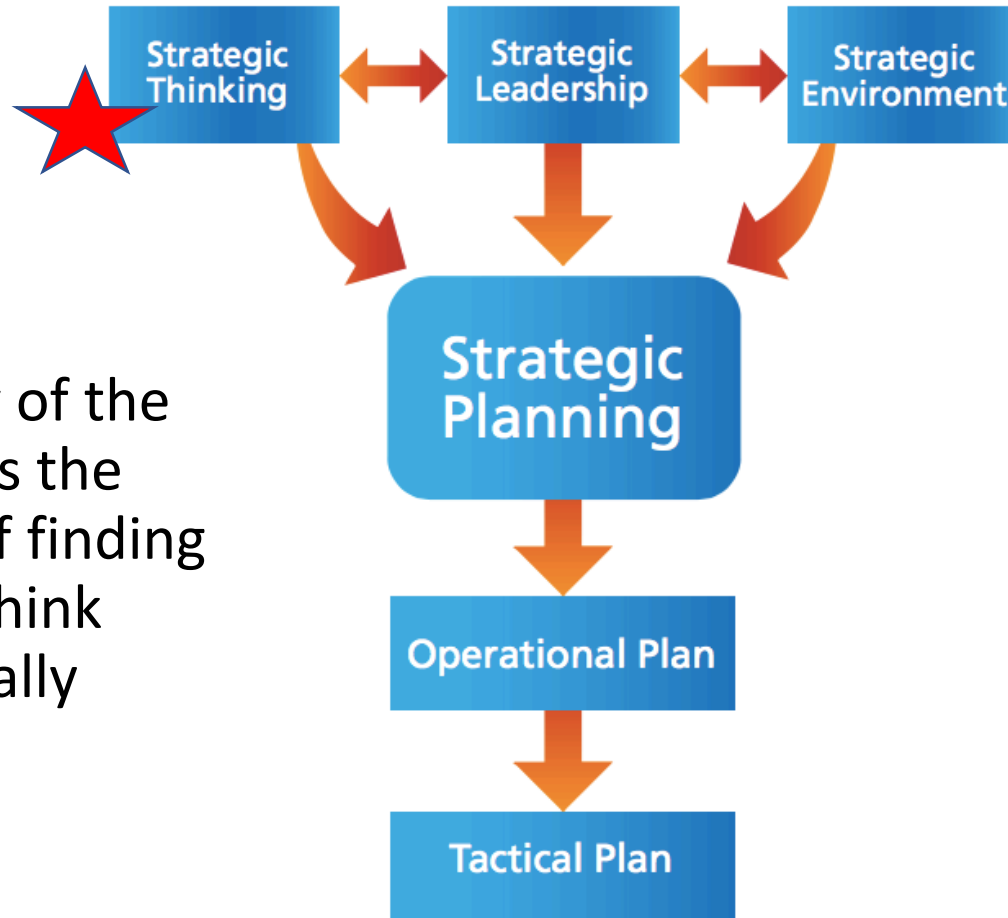 Strategic
Thinking
Strategic
Leadership
Strategic
Environment
Strategic
Planning
of the
s the
finding
hink
ally
Operational Plan
Tactical Plan